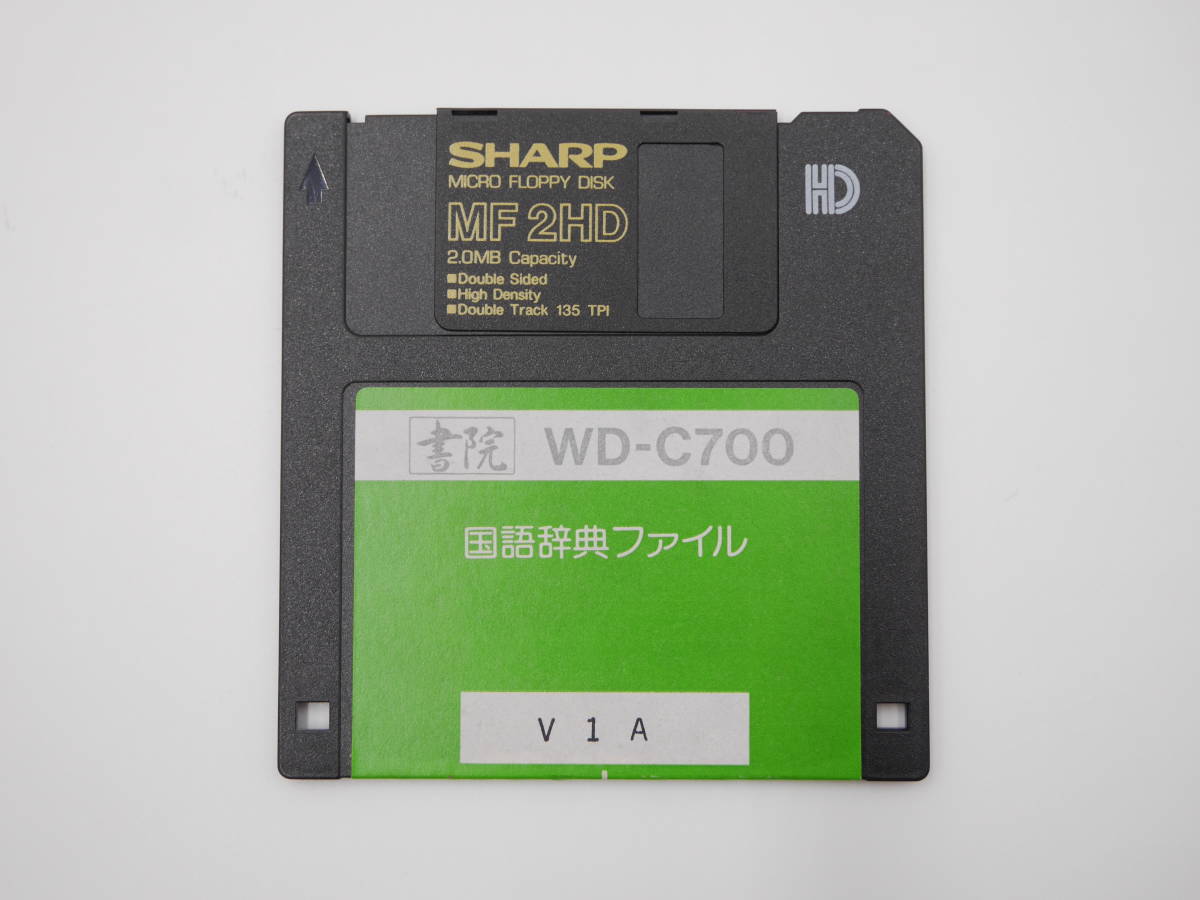 SHARP
MICRO FLOPPY DISK
MF 2HD
2.0MB Capacity
■Double Sided
■High Density
■Double Track 135 TPI
HD
書院 WD-C700
国語辞典ファイル
V 1 A